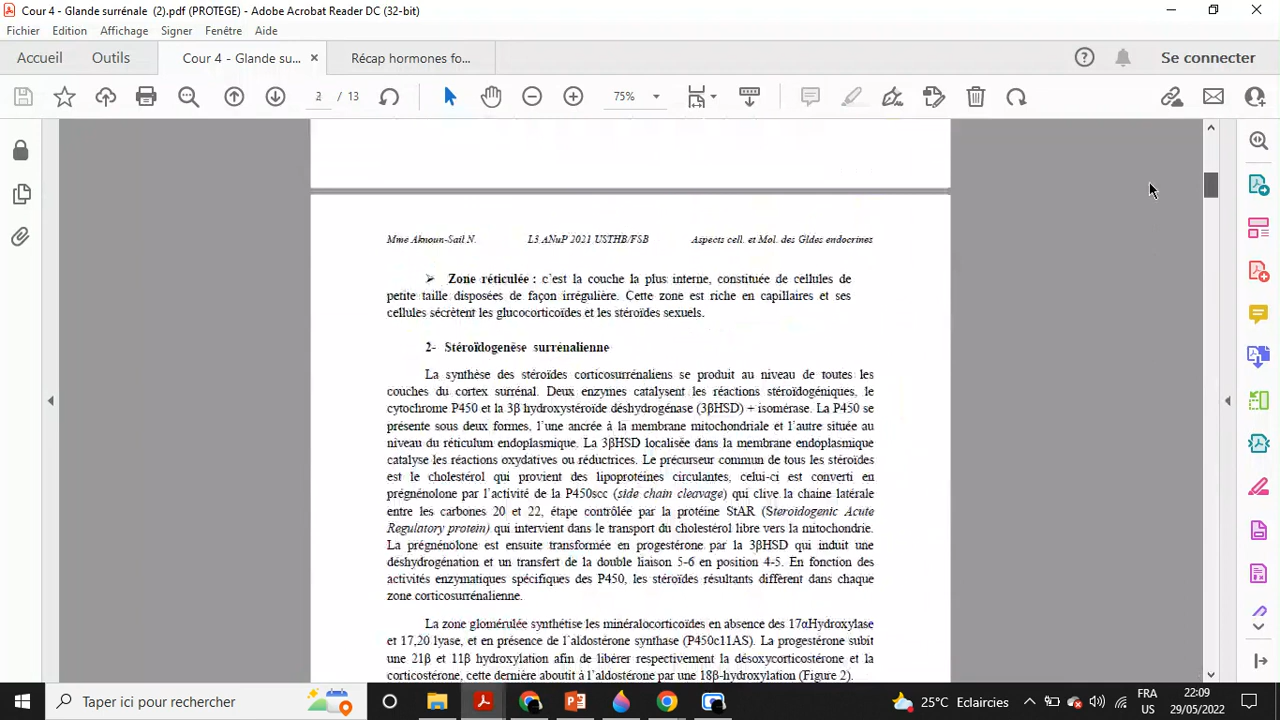 Cour 4 - Glande surrénale (2).pdf (PROTEGE) - Adobe Acrobat Reader DC (32-bit)
Fichier Edition Affichage Signer Fenêtre Aide
Accueil Outils Cour 4 - Glande su... × Récap hormones fo... Se connecter
2 / 13 75%
Mme Aknoun-Sail N. L3 ANuP 2021 USTHB/FSB Aspects cell. et Mol. des Gldes endocrines
➢ Zone réticulée : c’est la couche la plus interne, constituée de cellules de
petite taille disposées de façon irrégulière. Cette zone est riche en capillaires et ses
cellules sécrètent les glucocorticoïdes et les stéroïdes sexuels.
2- Stéroïdogenèse surrénalienne
La synthèse des stéroïdes corticosurrénaliens se produit au niveau de toutes les
couches du cortex surrénal. Deux enzymes catalysent les réactions stéroïdogéniques, le
cytochrome P450 et la 3β hydroxystéroïde déshydrogénase (3βHSD) + isomérase. La P450 se
présente sous deux formes, l’une ancrée à la membrane mitochondriale et l’autre située au
niveau du réticulum endoplasmique. La 3βHSD localisée dans la membrane endoplasmique
catalyse les réactions oxydatives ou réductrices. Le précurseur commun de tous les stéroïdes
est le cholestérol qui provient des lipoprotéines circulantes, celui-ci est converti en
prégnénolone par l’activité de la P450scc (side chain cleavage) qui clive la chaine latérale
entre les carbones 20 et 22, étape contrôlée par la protéine StAR (Steroidogenic Acute
Regulatory protein) qui intervient dans le transport du cholestérol libre vers la mitochondrie.
La prégnénolone est ensuite transformée en progestérone par la 3βHSD qui induit une
déshydrogénation et un transfert de la double liaison 5-6 en position 4-5. En fonction des
activités enzymatiques spécifiques des P450, les stéroïdes résultants diffèrent dans chaque
zone corticosurrénalienne.
La zone glomérulée synthétise les minéralocorticoïdes en absence des 17αHydroxylase
et 17,20 lyase, et en présence de l’aldostérone synthase (P450c11AS). La progestérone subit
une 21β et 11β hydroxylation afin de libérer respectivement la désoxycorticostérone et la
corticostérone, cette dernière aboutit à l’aldostérone par une 18β-hydroxylation (Figure 2).
Taper ici pour rechercher 25°C Eclaircies FRA 22:09
US 29/05/2022